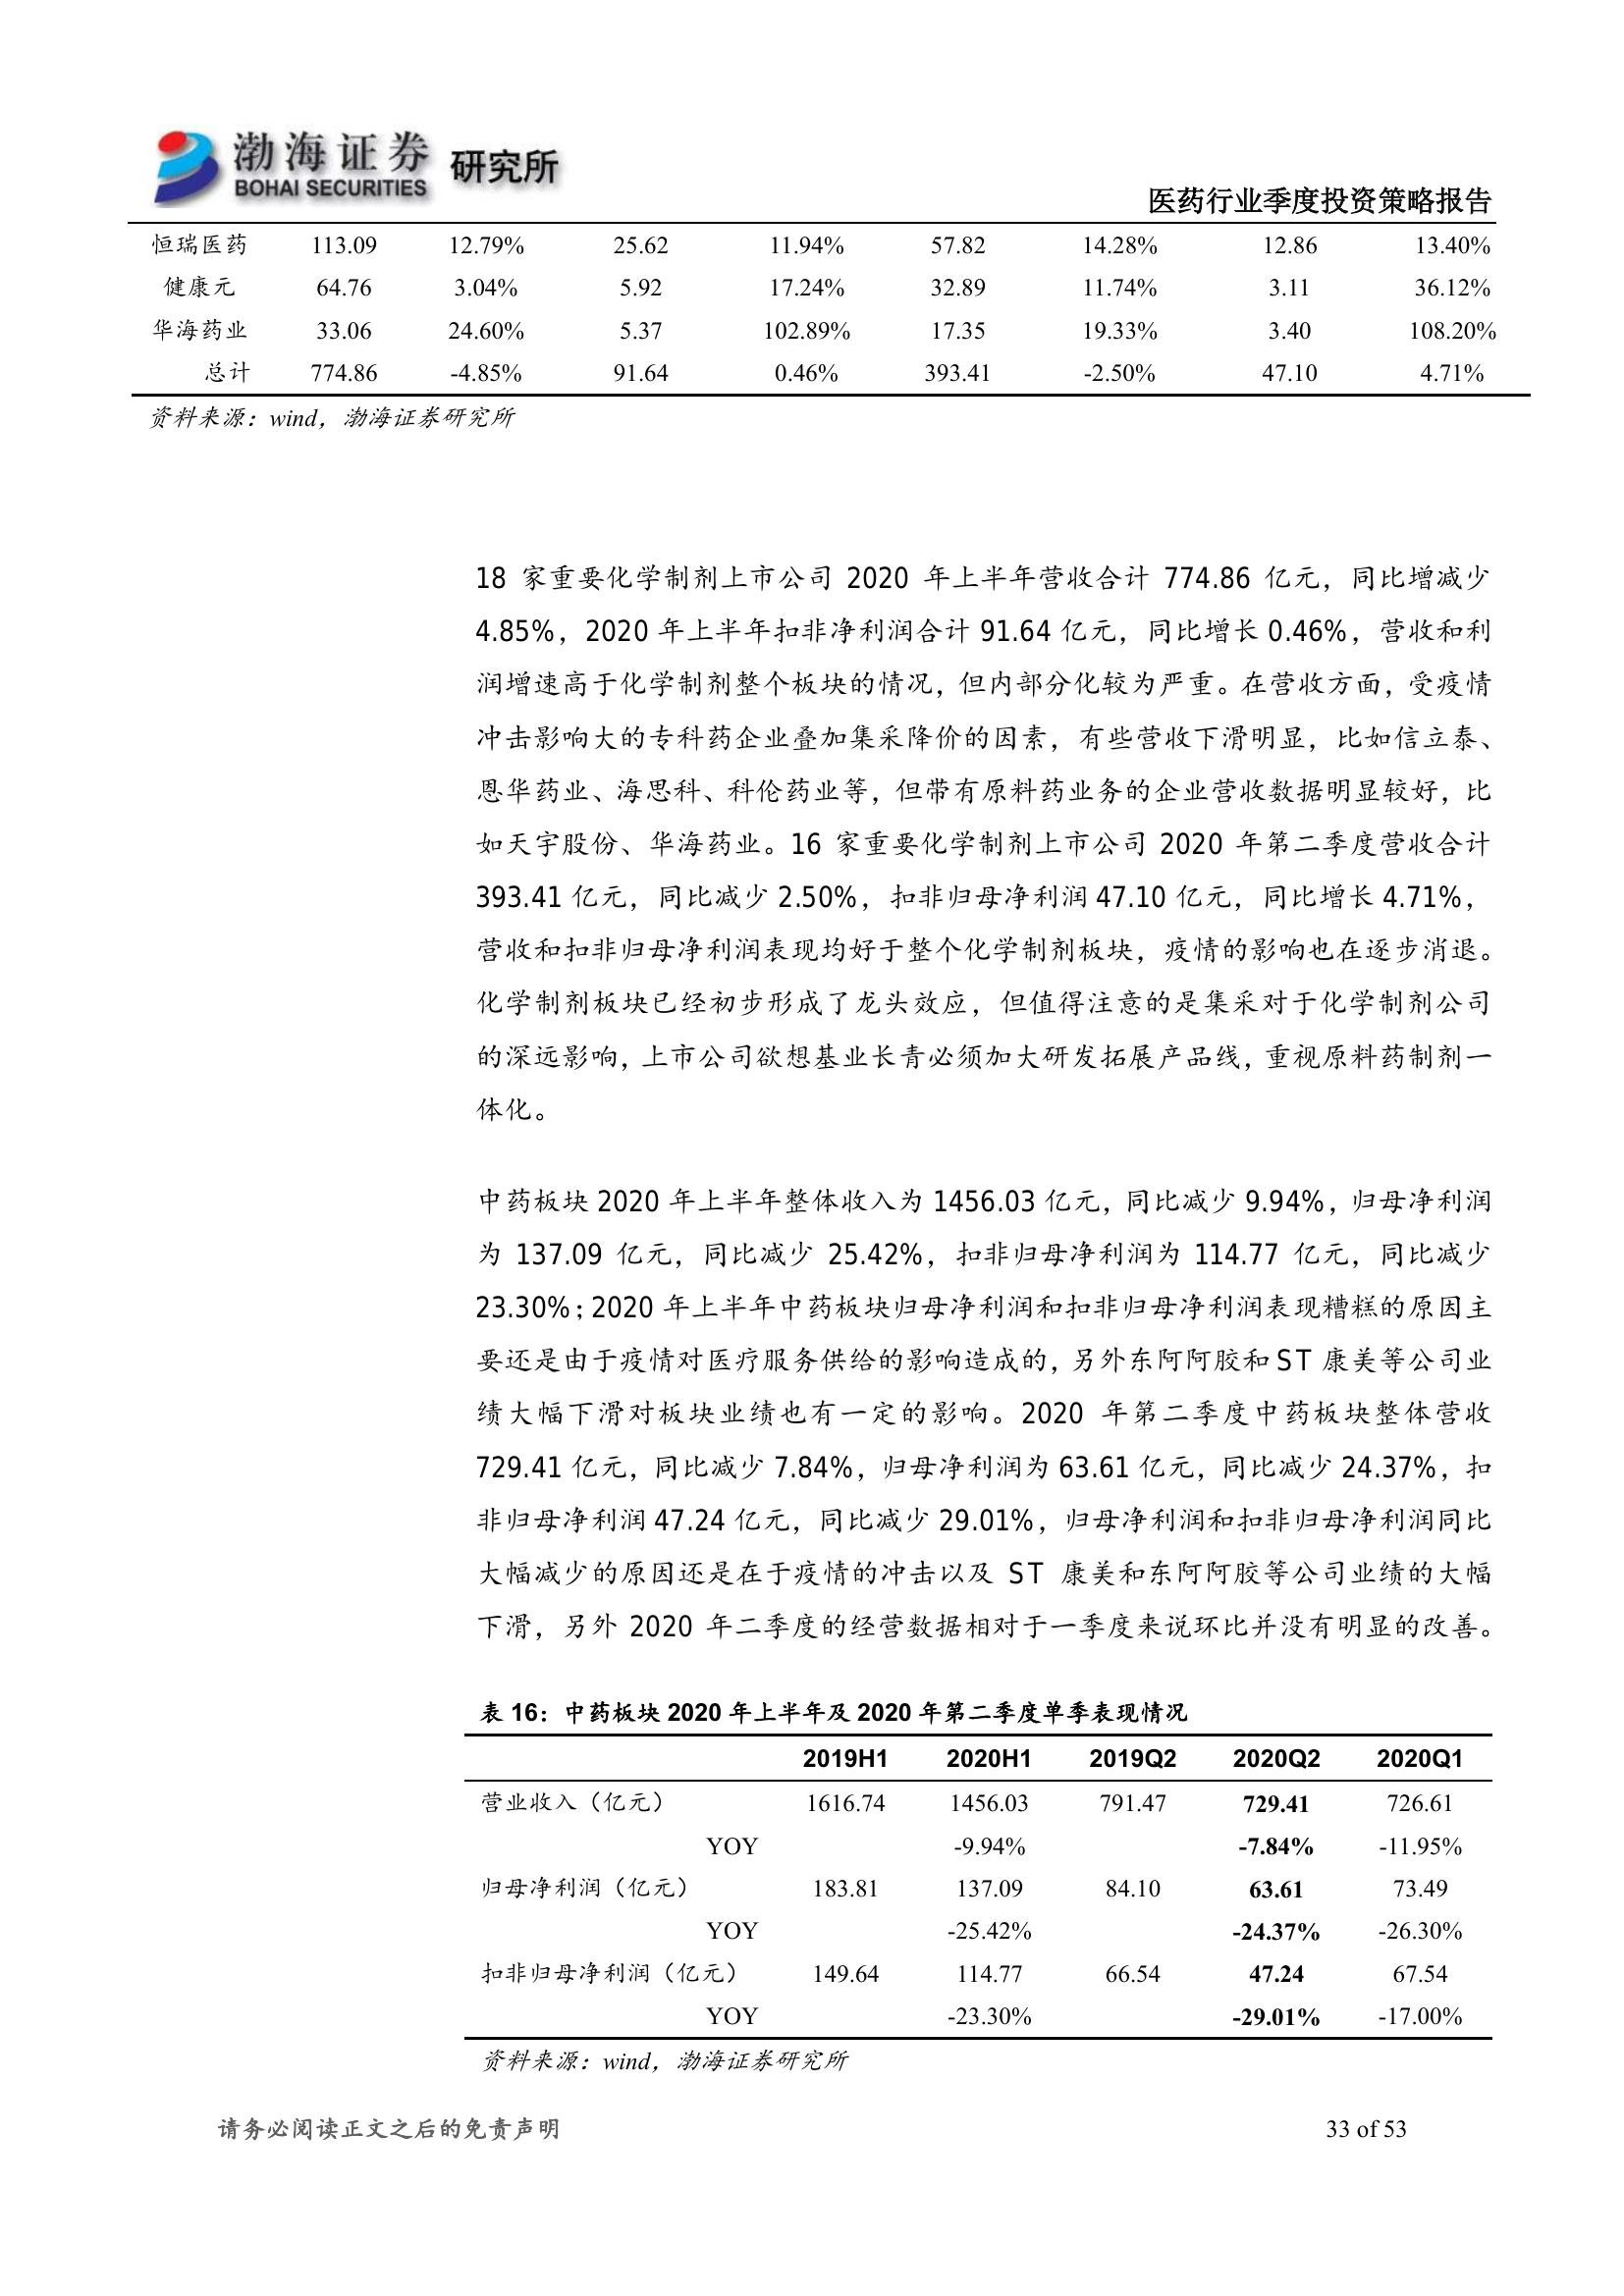 渤海证券 研究所
BOHAI SECURITIES
医药行业季度投资策略报告
恒瑞医药 113.09 12.79% 25.62 11.94% 57.82 14.28% 12.86 13.40%
健康元 64.76 3.04% 5.92 17.24% 32.89 11.74% 3.11 36.12%
华海药业 33.06 24.60% 5.37 102.89% 17.35 19.33% 3.40 108.20%
总计 774.86 -4.85% 91.64 0.46% 393.41 -2.50% 47.10 4.71%
资料来源：wind，渤海证券研究所
18 家重要化学制剂上市公司 2020 年上半年营收合计 774.86 亿元，同比增减少
4.85%，2020 年上半年扣非净利润合计 91.64 亿元，同比增长 0.46%，营收和利
润增速高于化学制剂整个板块的情况，但内部分化较为严重。在营收方面，受疫情
冲击影响大的专科药企业叠加集采降价的因素，有些营收下滑明显，比如信立泰、
恩华药业、海思科、科伦药业等，但带有原料药业务的企业营收数据明显较好，比
如天宇股份、华海药业。16 家重要化学制剂上市公司 2020 年第二季度营收合计
393.41 亿元，同比减少 2.50%，扣非归母净利润 47.10 亿元，同比增长 4.71%，
营收和扣非归母净利润表现均好于整个化学制剂板块，疫情的影响也在逐步消退。
化学制剂板块已经初步形成了龙头效应，但值得注意的是集采对于化学制剂公司
的深远影响，上市公司欲想基业长青必须加大研发拓展产品线，重视原料药制剂一
体化。
中药板块 2020 年上半年整体收入为 1456.03 亿元，同比减少 9.94%，归母净利润
为 137.09 亿元，同比减少 25.42%，扣非归母净利润为 114.77 亿元，同比减少
23.30%；2020 年上半年中药板块归母净利润和扣非归母净利润表现糟糕的原因主
要还是由于疫情对医疗服务供给的影响造成的，另外东阿阿胶和 ST 康美等公司业
绩大幅下滑对板块业绩也有一定的影响。2020 年第二季度中药板块整体营收
729.41 亿元，同比减少 7.84%，归母净利润为 63.61 亿元，同比减少 24.37%，扣
非归母净利润 47.24 亿元，同比减少 29.01%，归母净利润和扣非归母净利润同比
大幅减少的原因还是在于疫情的冲击以及 ST 康美和东阿阿胶等公司业绩的大幅
下滑，另外 2020 年二季度的经营数据相对于一季度来说环比并没有明显的改善。
表 16：中药板块 2020 年上半年及 2020 年第二季度单季表现情况
2019H1 2020H1 2019Q2 2020Q2 2020Q1
营业收入（亿元） 1616.74 1456.03 791.47 729.41 726.61
YOY -9.94% -7.84% -11.95%
归母净利润（亿元） 183.81 137.09 84.10 63.61 73.49
YOY -25.42% -24.37% -26.30%
扣非归母净利润（亿元） 149.64 114.77 66.54 47.24 67.54
YOY -23.30% -29.01% -17.00%
资料来源：wind，渤海证券研究所
请务必阅读正文之后的免责声明 33 of 53